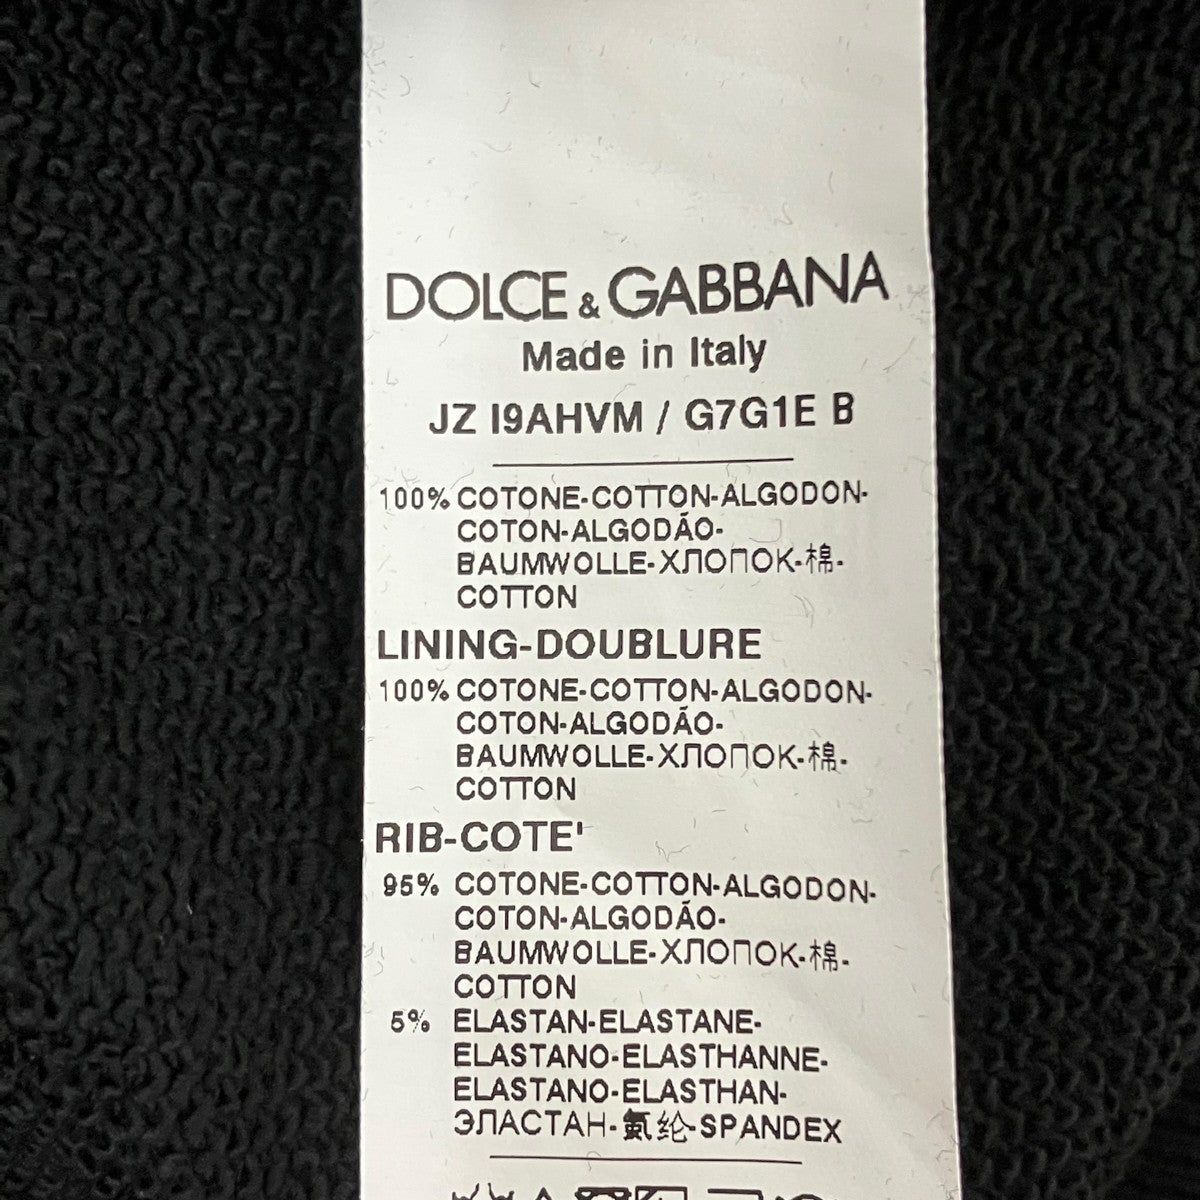 DOLCE & GABBANA
Made in Italy
JZ I9AHVM / G7G1E B
100% COTONE-COTTON-ALGODON-
COTON-ALGODÃO-
BAUMWOLLE-ХЛОПОК-棉-
COTTON
LINING-DOUBLURE
100% COTONE-COTTON-ALGODON-
COTON-ALGODÃO-
BAUMWOLLE-ХЛОПОК-棉-
COTTON
RIB-COTE'
95% COTONE-COTTON-ALGODON-
COTON-ALGODÃO-
BAUMWOLLE-ХЛОПОК-棉-
COTTON
5% ELASTAN-ELASTANE-
ELASTANO-ELASTHANNE-
ELASTANO-ELASTHAN-
ЭЛАСТАН-氨纶-SPANDEX